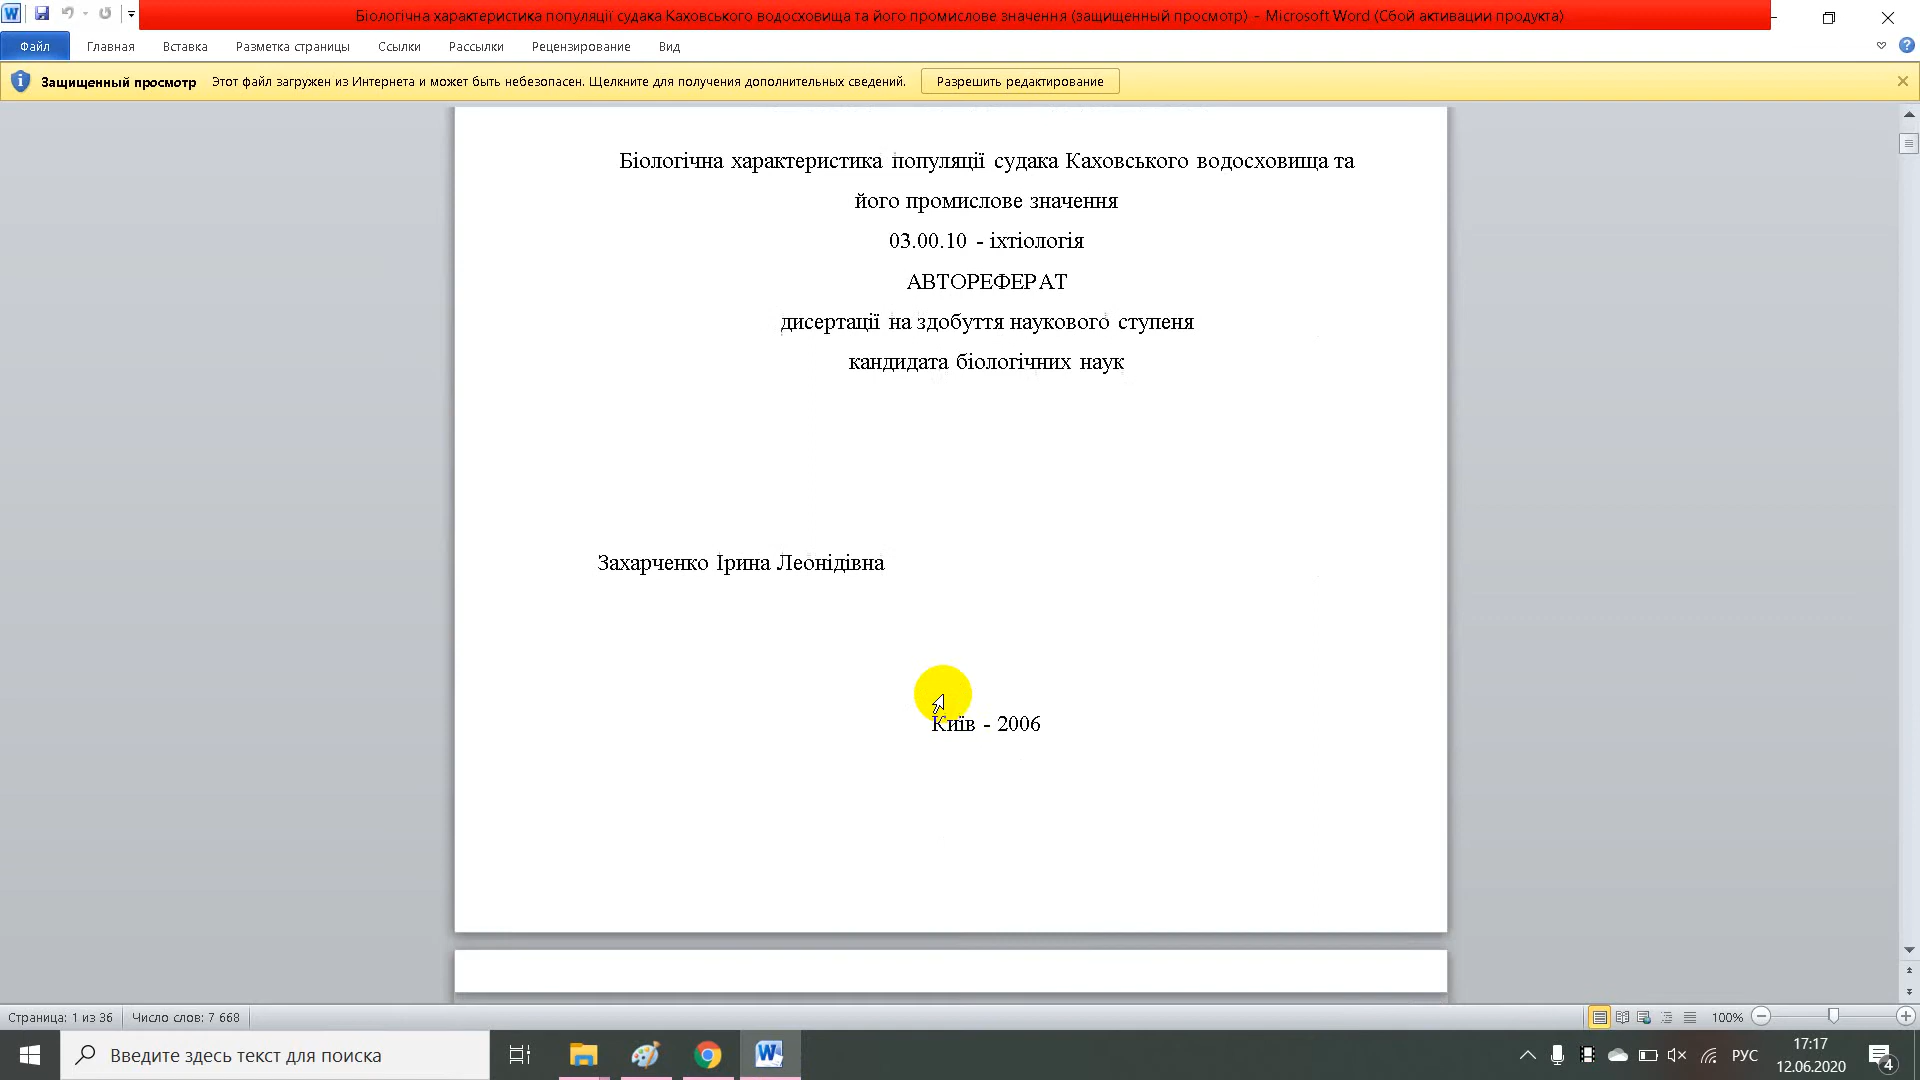 Біологічна характеристика популяції судака Каховського водосховища та його промислове значення (защищенный просмотр) - Microsoft Word (Сбой активации продукта)
Файл Главная Вставка Разметка страницы Ссылки Рассылки Рецензирование Вид
Защищенный просмотр Этот файл загружен из Интернета и может быть небезопасен. Щелкните для получения дополнительных сведений. Разрешить редактирование
Біологічна характеристика популяції судака Каховського водосховища та
його промислове значення
03.00.10 - іхтіологія
АВТОРЕФЕРАТ
дисертації на здобуття наукового ступеня
кандидата біологічних наук
Захарченко Ірина Леонідівна
Київ - 2006
Страница: 1 из 36 Число слов: 7 668 100%
Введите здесь текст для поиска РУС 17:17
12.06.2020 4